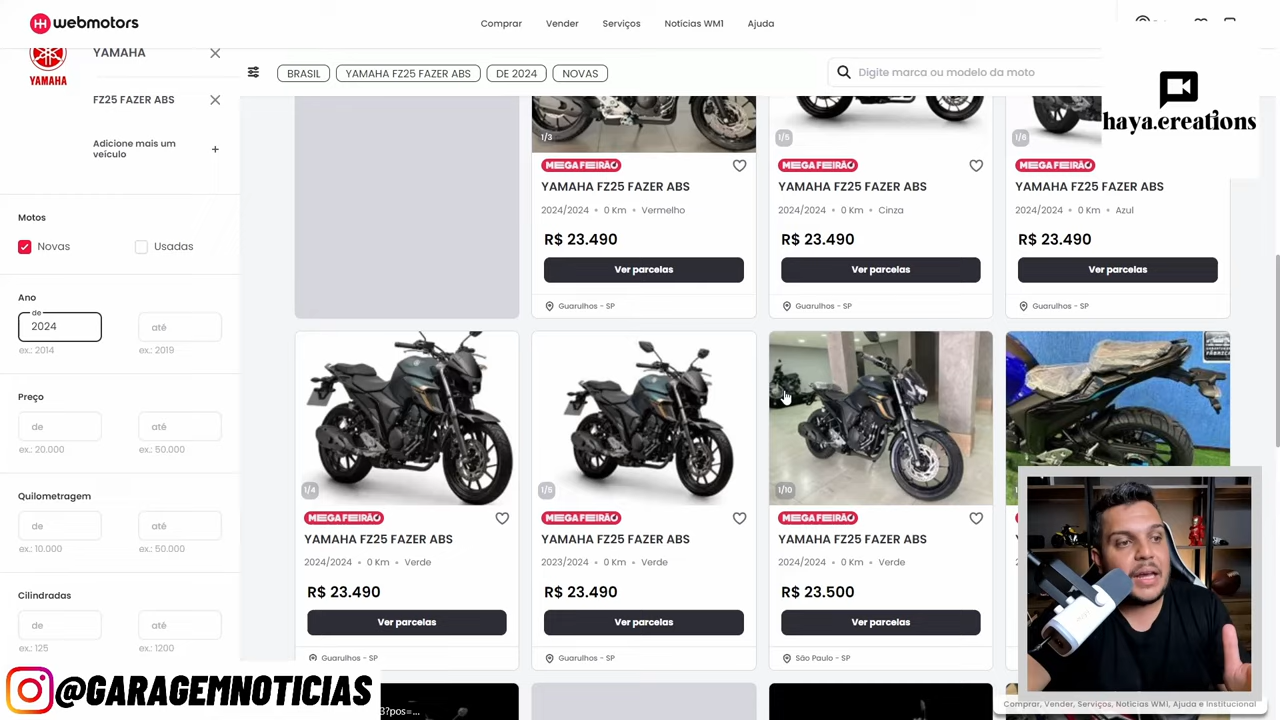 webmotors
Comprar
Vender
Serviços
Notícias WM1
Ajuda
YAMAHA
YAMAHA
FZ25 FAZER ABS
Adicione mais um
veículo
Motos
Novas
Usadas
Ano
de
2024
até
ex.: 2014
ex.: 2019
Preço
de
até
ex.: 20.000
ex.: 50.000
Quilometragem
de
até
ex.: 10.000
ex.: 50.000
Cilindradas
de
até
ex.: 125
ex.: 1200
BRASIL
YAMAHA FZ25 FAZER ABS
DE 2024
NOVAS
Digite marca ou modelo da moto
haya.creations
1/3
MEGA FEIRÃO
YAMAHA FZ25 FAZER ABS
2024/2024 • 0 Km • Vermelho
R$ 23.490
Ver parcelas
Guarulhos - SP
1/5
MEGA FEIRÃO
YAMAHA FZ25 FAZER ABS
2024/2024 • 0 Km • Cinza
R$ 23.490
Ver parcelas
Guarulhos - SP
1/6
MEGA FEIRÃO
YAMAHA FZ25 FAZER ABS
2024/2024 • 0 Km • Azul
R$ 23.490
Ver parcelas
Guarulhos - SP
1/4
MEGA FEIRÃO
YAMAHA FZ25 FAZER ABS
2024/2024 • 0 Km • Verde
R$ 23.490
Ver parcelas
Guarulhos - SP
1/5
MEGA FEIRÃO
YAMAHA FZ25 FAZER ABS
2023/2024 • 0 Km • Verde
R$ 23.490
Ver parcelas
Guarulhos - SP
1/10
MEGA FEIRÃO
YAMAHA FZ25 FAZER ABS
2024/2024 • 0 Km • Verde
R$ 23.500
Ver parcelas
São Paulo - SP
@GARAGEMNOTICIAS
3?pos=...
Comprar, Vender, Serviços, Notícias WM1, Ajuda e Institucional